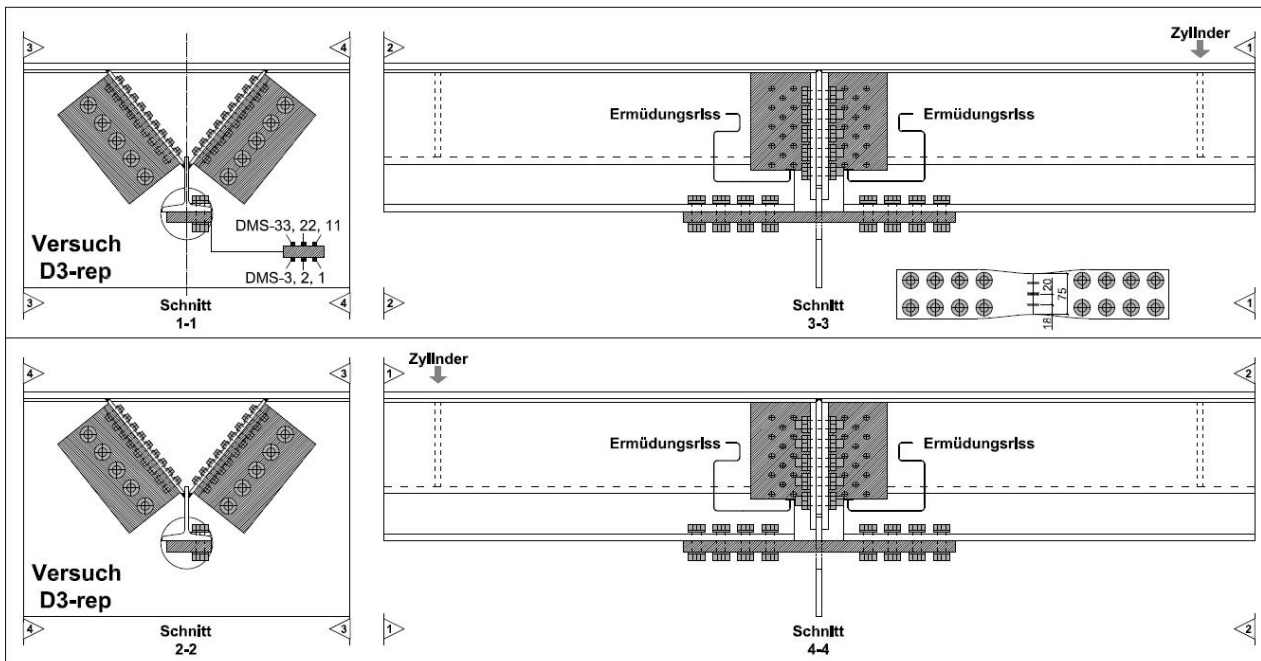 3
4
2
Zylinder
1
Ermüdungsriss
Ermüdungsriss
DMS-33, 22, 11
Versuch
D3-rep
DMS-3, 2, 1
20
75
18
3
Schnitt
1-1
4
2
Schnitt
3-3
1
4
3
1
Zylinder
2
Ermüdungsriss
Ermüdungsriss
Versuch
D3-rep
4
Schnitt
2-2
3
1
Schnitt
4-4
2